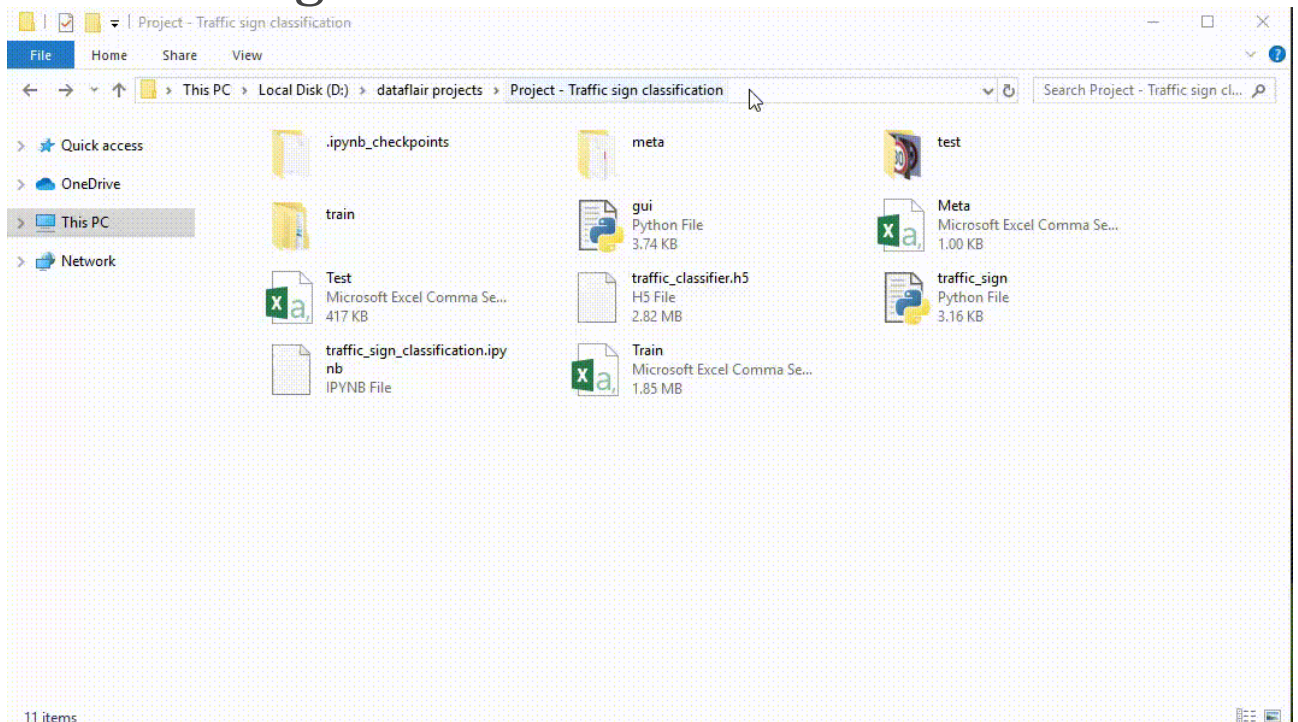 Project - Traffic sign classification
File Home Share View
This PC Local Disk (D:) dataflair projects Project - Traffic sign classification Search Project - Traffic sign cl...
Quick access
OneDrive
This PC
Network
.ipynb_checkpoints
meta
test
train
gui
Python File
3.74 KB
Meta
Microsoft Excel Comma Se...
1.00 KB
Test
Microsoft Excel Comma Se...
417 KB
traffic_classifier.h5
H5 File
2.82 MB
traffic_sign
Python File
3.16 KB
traffic_sign_classification.ipy
nb
IPYNB File
Train
Microsoft Excel Comma Se...
1.85 MB
11 items